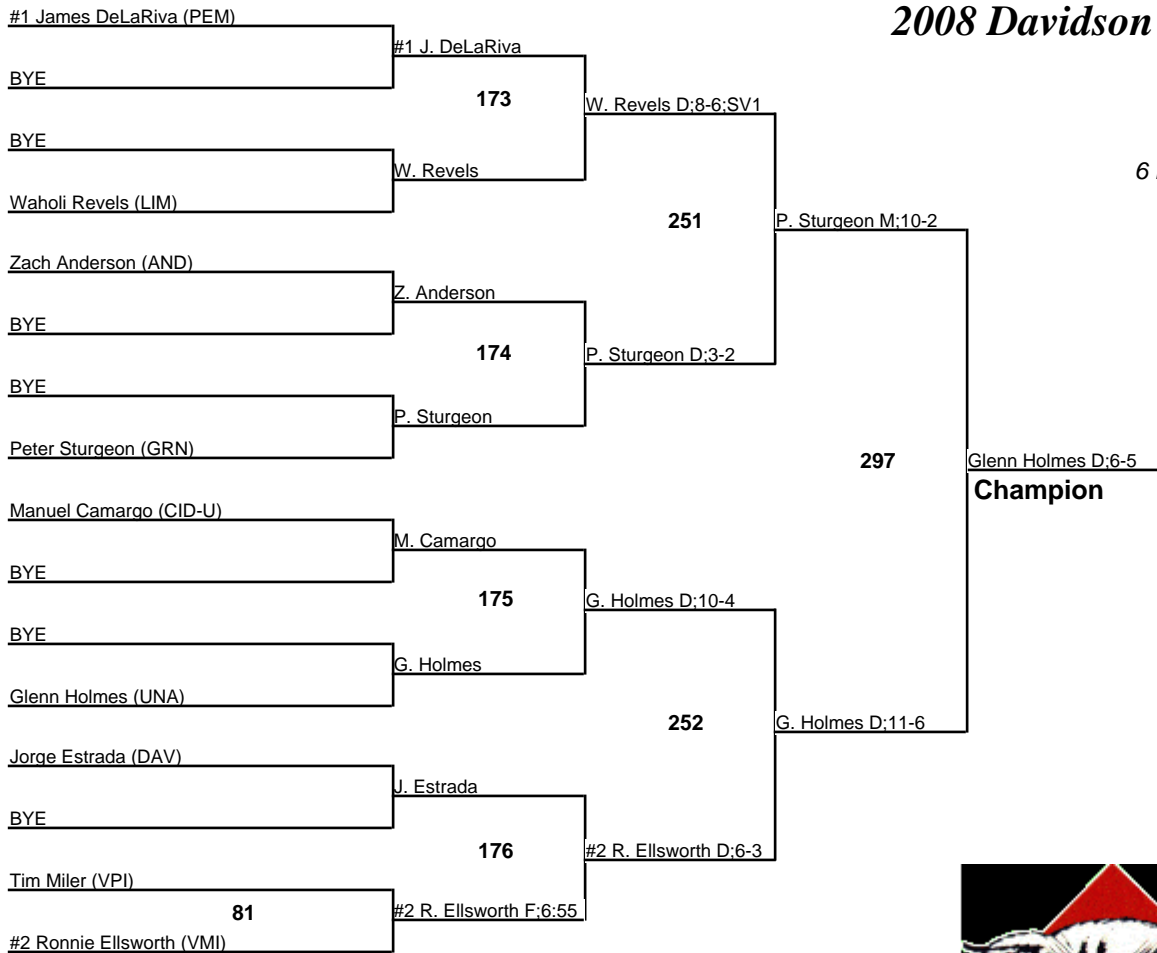 #1 James DeLaRiva (PEM)
2008 Davidson
#1 J. DeLaRiva
BYE
173
W. Revels D;8-6;SV1
BYE
W. Revels
6
Waholi Revels (LIM)
251
P. Sturgeon M;10-2
Zach Anderson (AND)
Z. Anderson
BYE
174
P. Sturgeon D;3-2
BYE
P. Sturgeon
Peter Sturgeon (GRN)
297
Glenn Holmes D;6-5
Champion
Manuel Camargo (CID-U)
M. Camargo
BYE
175
G. Holmes D;10-4
BYE
G. Holmes
Glenn Holmes (UNA)
252
G. Holmes D;11-6
Jorge Estrada (DAV)
J. Estrada
BYE
176
#2 R. Ellsworth D;6-3
Tim Miler (VPI)
81
#2 R. Ellsworth F;6:55
#2 Ronnie Ellsworth (VMI)